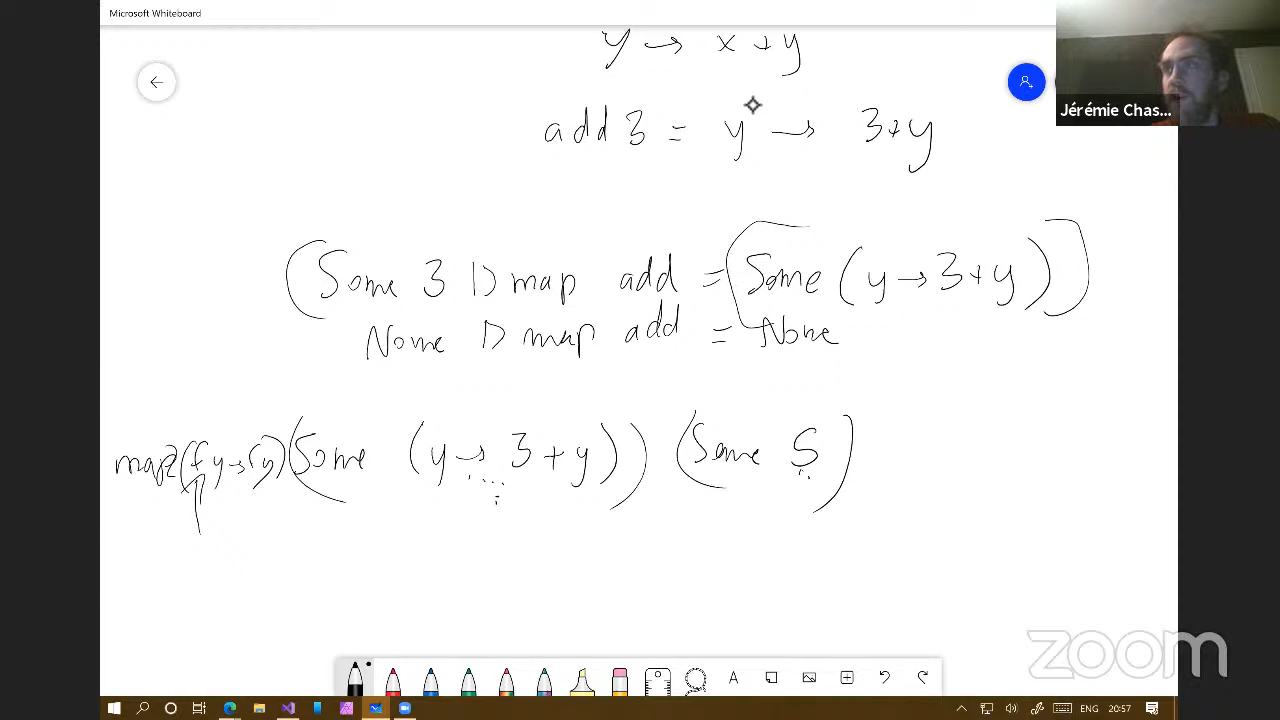 Microsoft Whiteboard
y → x + y
Jérémie Chas...
add 3 = y → 3+y
(Some 3 |> map add = (Some (y → 3+y))
None |> map add = None
map2 (f y → f y) (Some (y → 3 + y)) (Some 5)
zoom
A
ENG 20:57